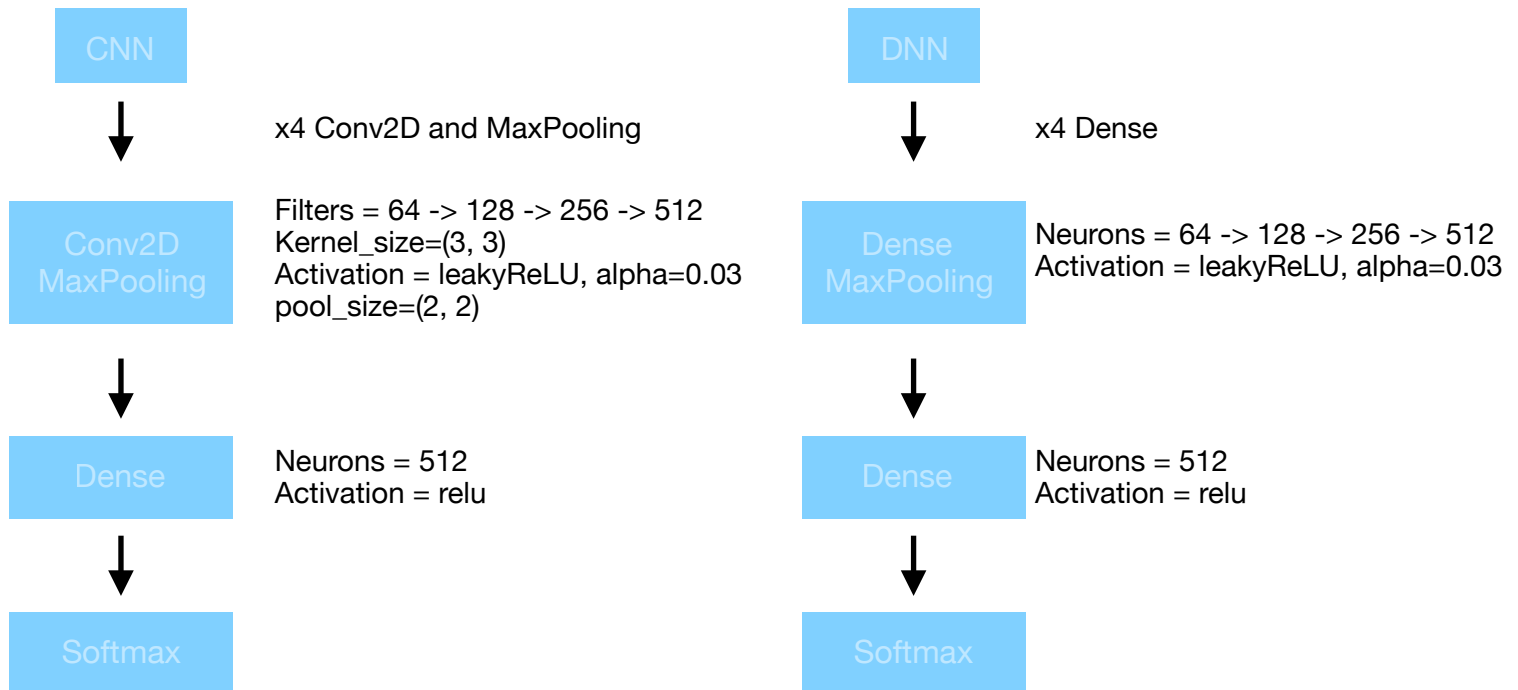 CNN
x4 Conv2D and MaxPooling
Conv2D
MaxPooling
Filters = 64 -> 128 -> 256 -> 512
Kernel_size=(3, 3)
Activation = leakyReLU, alpha=0.03
pool_size=(2, 2)
Dense
Neurons = 512
Activation = relu
Softmax
DNN
x4 Dense
Dense
MaxPooling
Neurons = 64 -> 128 -> 256 -> 512
Activation = leakyReLU, alpha=0.03
Dense
Neurons = 512
Activation = relu
Softmax